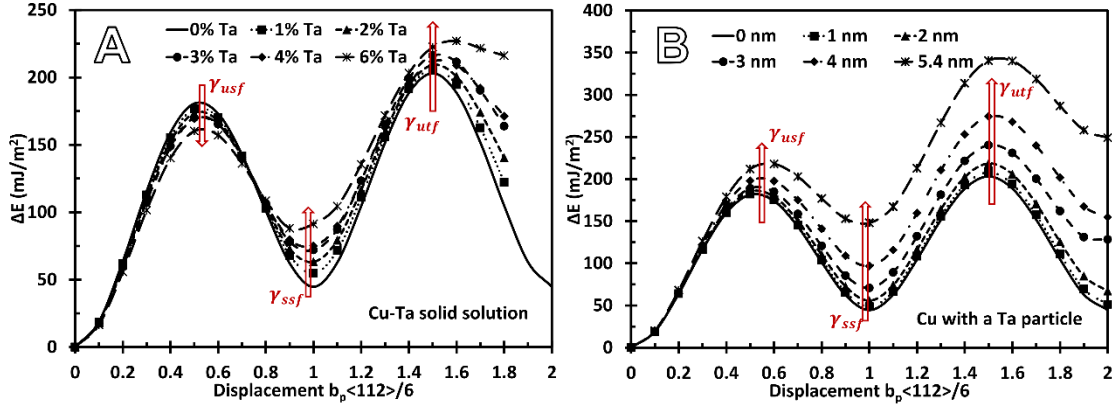 A
0% Ta 1% Ta 2% Ta
3% Ta 4% Ta 6% Ta
γusf
γutf
γssf
Cu-Ta solid solution
ΔE (mJ/m²)
250
200
150
100
50
0
0 0.2 0.4 0.6 0.8 1 1.2 1.4 1.6 1.8 2
Displacement bp<112>/6
B
0 nm 1 nm 2 nm
3 nm 4 nm 5.4 nm
γusf
γutf
γssf
Cu with a Ta particle
ΔE (mJ/m²)
400
350
300
250
200
150
100
50
0
0 0.2 0.4 0.6 0.8 1 1.2 1.4 1.6 1.8 2
Displacement bp<112>/6